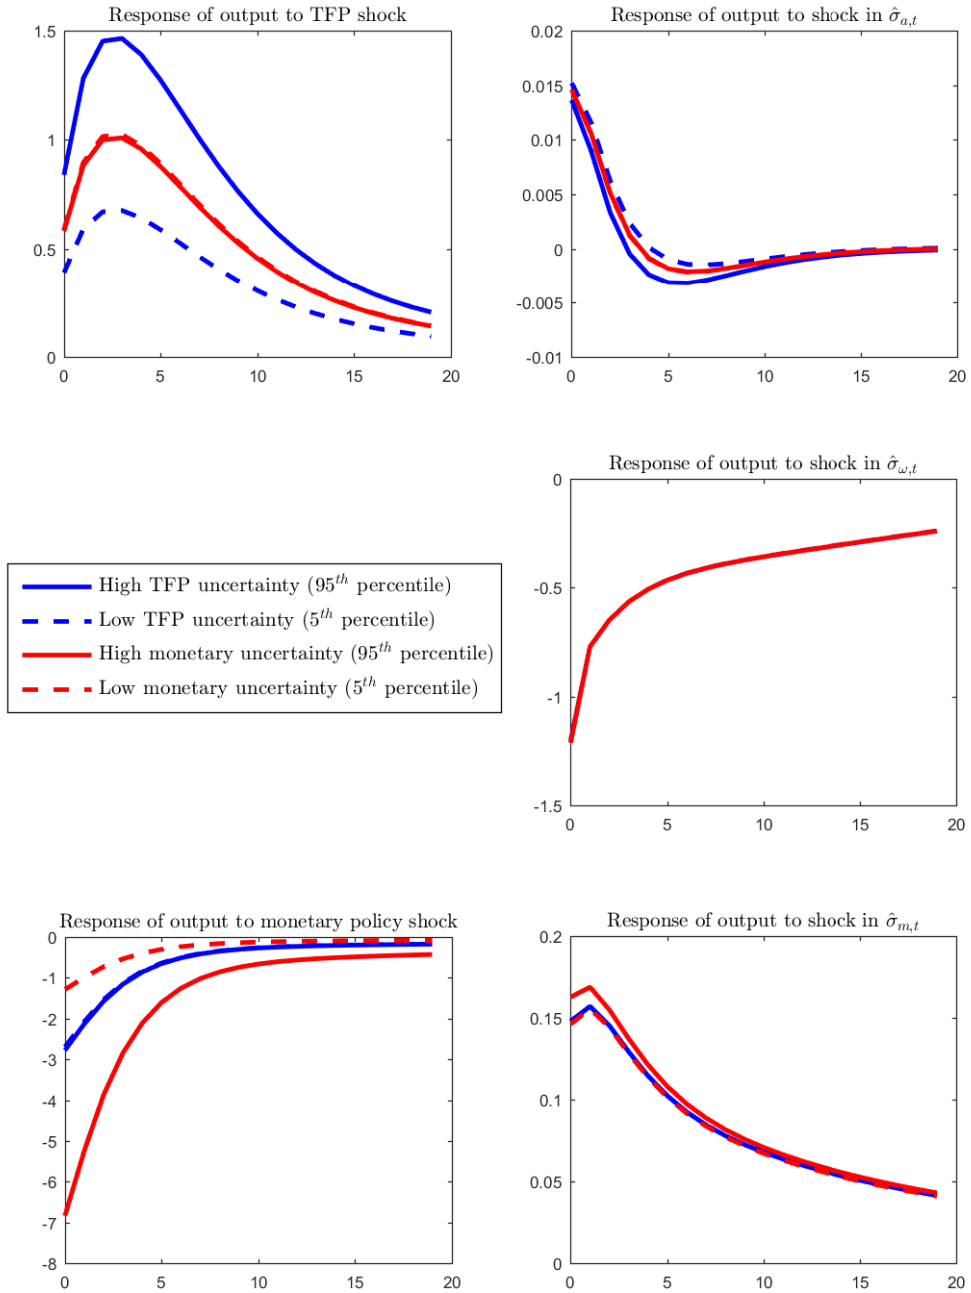 Response of output to TFP shock
1.5
1
0.5
0
0 5 10 15 20
Response of output to shock in σ̂a,t
0.02
0.015
0.01
0.005
0
-0.005
-0.01
0 5 10 15 20
Response of output to shock in σ̂ω,t
0
-0.5
-1
-1.5
0 5 10 15 20
High TFP uncertainty (95th percentile)
Low TFP uncertainty (5th percentile)
High monetary uncertainty (95th percentile)
Low monetary uncertainty (5th percentile)
Response of output to monetary policy shock
0
-1
-2
-3
-4
-5
-6
-7
-8
0 5 10 15 20
Response of output to shock in σ̂m,t
0.2
0.15
0.1
0.05
0
0 5 10 15 20